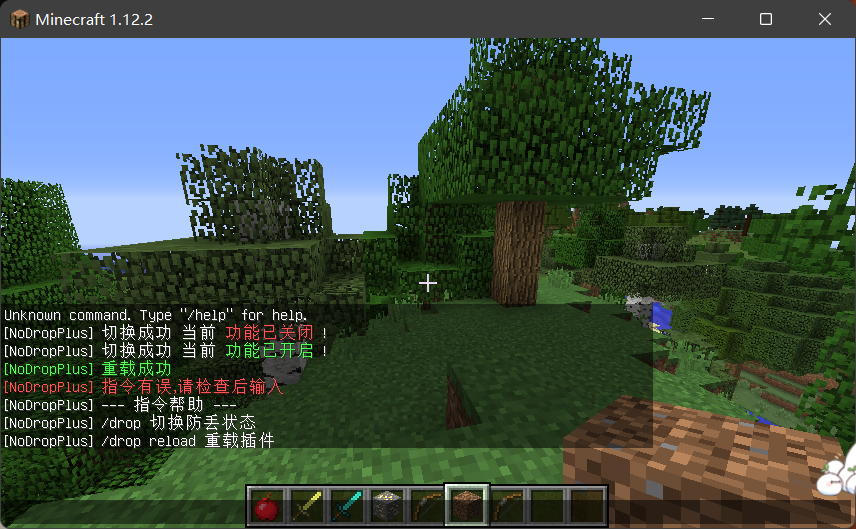 Minecraft 1.12.2
Unknown command. Type "/help" for help.
[NoDropPlus] 切换成功 当前 功能已关闭 !
[NoDropPlus] 切换成功 当前 功能已开启 !
[NoDropPlus] 重载成功
[NoDropPlus] 指令有误,请检查后输入
[NoDropPlus] --- 指令帮助 ---
[NoDropPlus] /drop 切换防丢状态
[NoDropPlus] /drop reload 重载插件